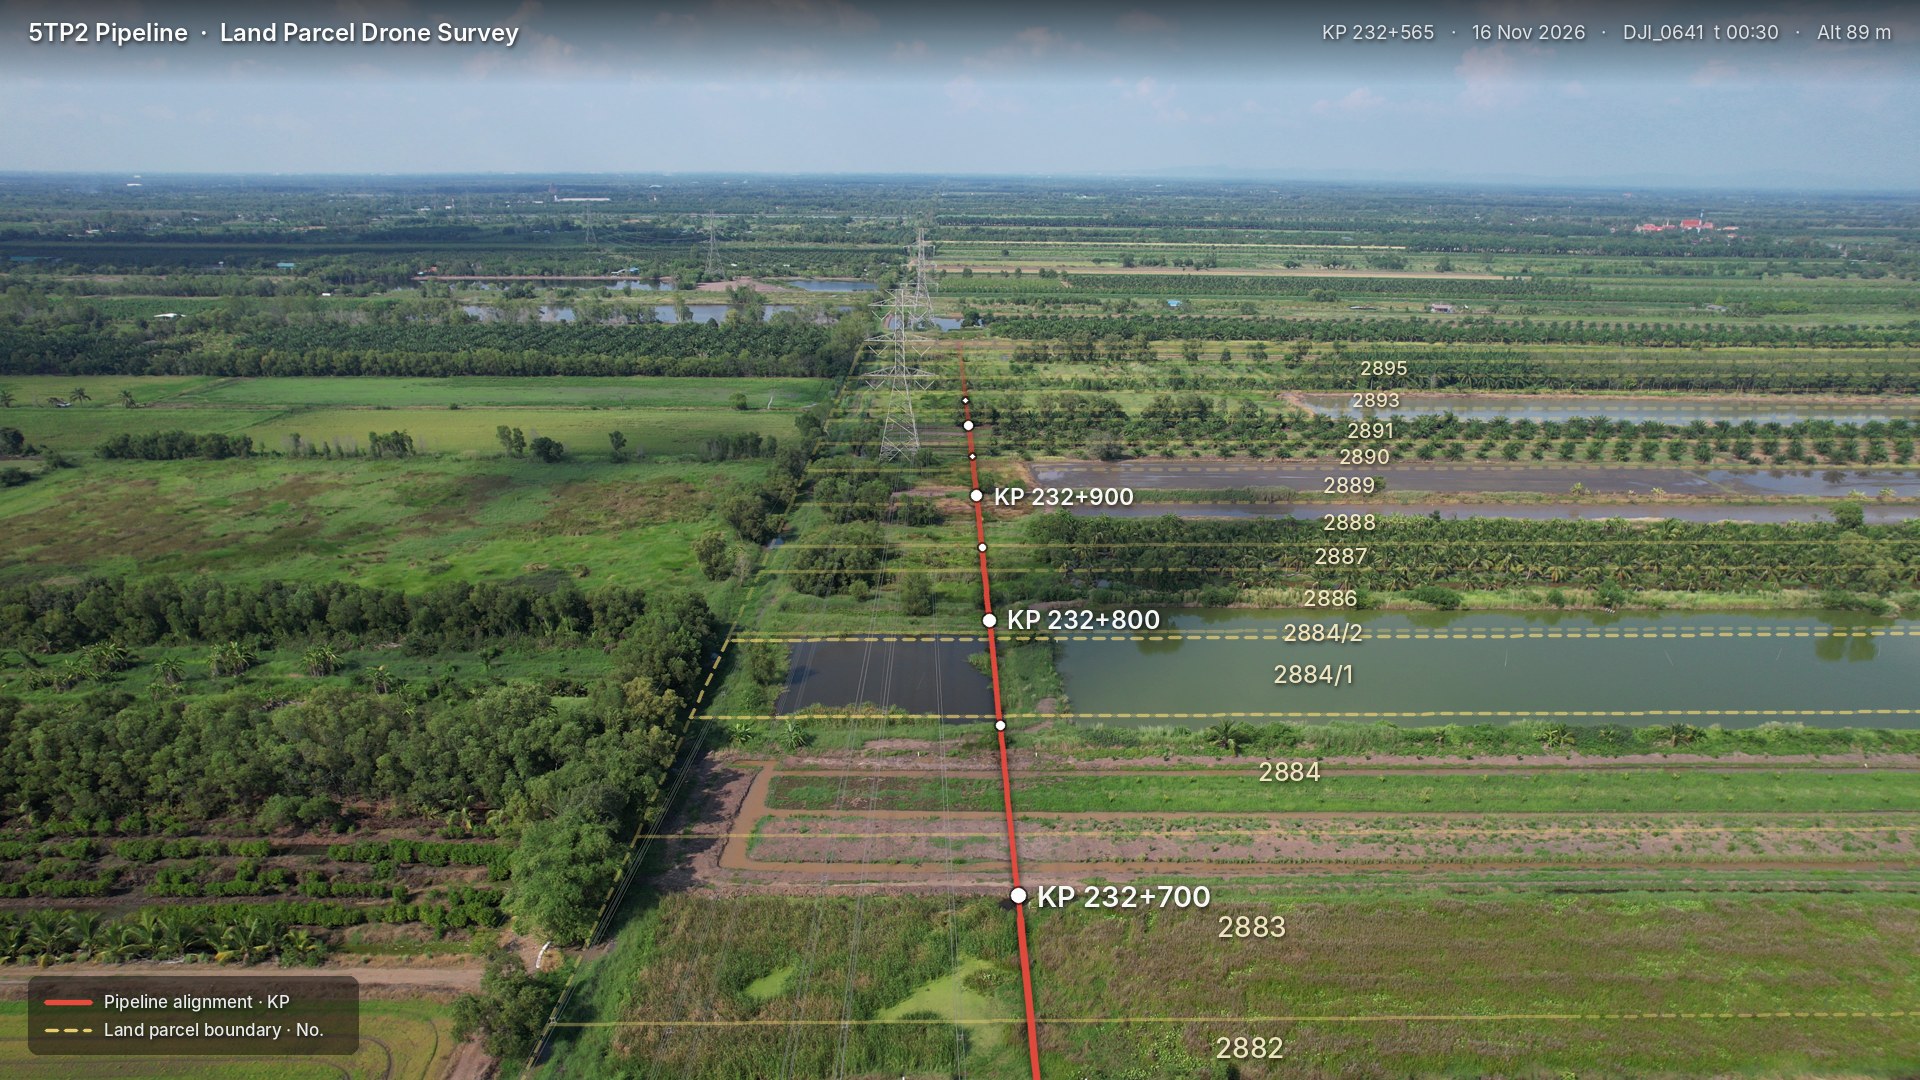 5TP2 Pipeline · Land Parcel Drone Survey
KP 232+565 · 16 Nov 2026 · DJI_0641 t 00:30 · Alt 89 m
2895
2893
2891
2890
2889
KP 232+900
2888
2887
2886
KP 232+800
2884/2
2884/1
2884
KP 232+700
2883
Pipeline alignment · KP
Land parcel boundary · No.
2882